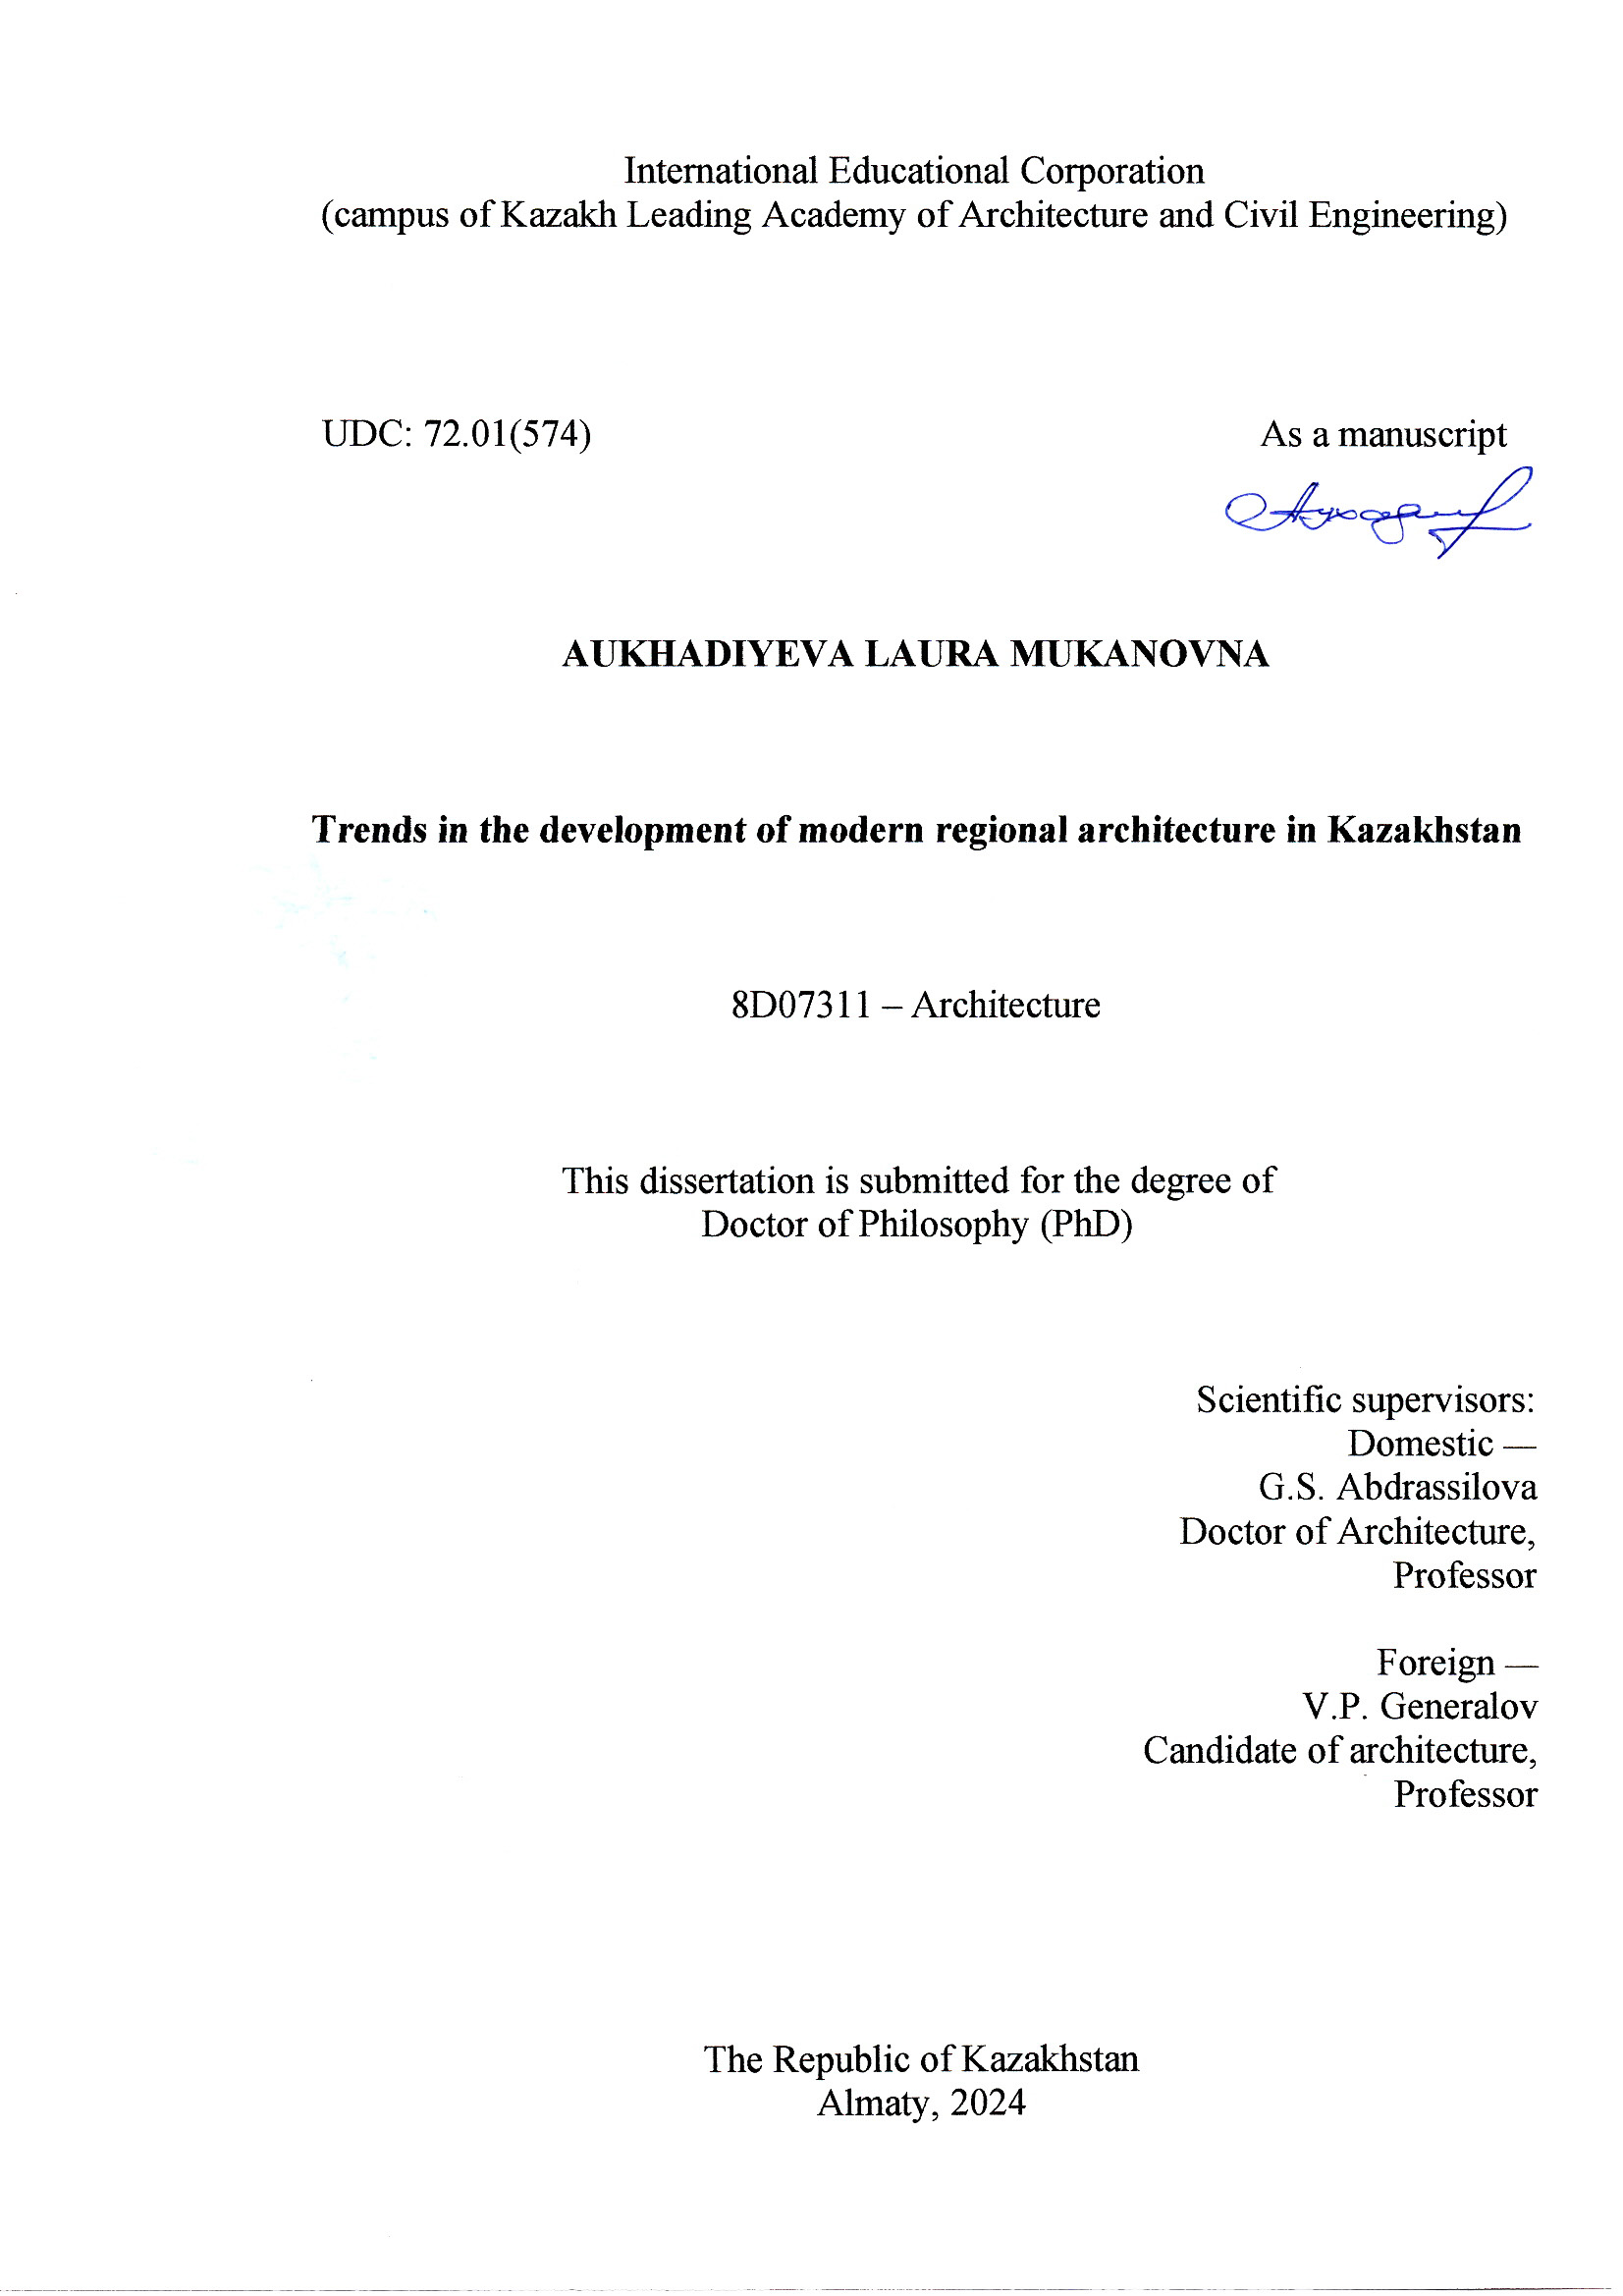 International Educational Corporation
(campus of Kazakh Leading Academy of Architecture and Civil Engineering)
UDC: 72.01(574)
As a manuscript
AUKHADIYEVA LAURA MUKANOVNA
Trends in the development of modern regional architecture in Kazakhstan
8D07311 – Architecture
This dissertation is submitted for the degree of
Doctor of Philosophy (PhD)
Scientific supervisors:
Domestic —
G.S. Abdrassilova
Doctor of Architecture,
Professor
Foreign —
V.P. Generalov
Candidate of architecture,
Professor
The Republic of Kazakhstan
Almaty, 2024